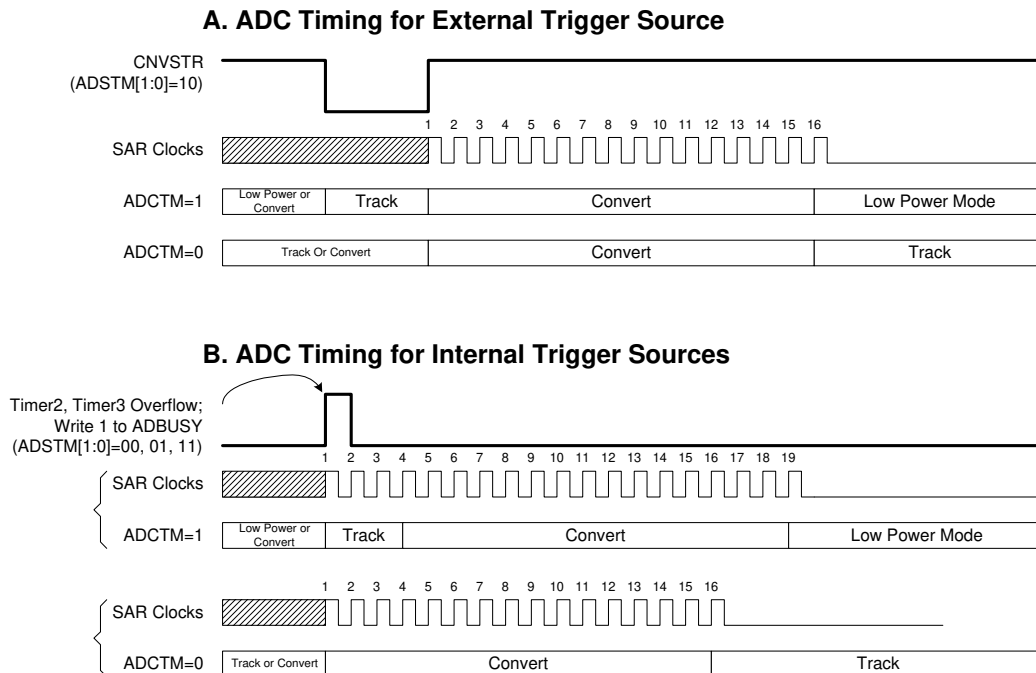 A. ADC Timing for External Trigger Source
CNVSTR
(ADSTM[1:0]=10)
1 2 3 4 5 6 7 8 9 10 11 12 13 14 15 16
SAR Clocks
ADCTM=1
Low Power or
Convert
Track
Convert
Low Power Mode
ADCTM=0
Track Or Convert
Convert
Track
B. ADC Timing for Internal Trigger Sources
Timer2, Timer3 Overflow;
Write 1 to ADBUSY
(ADSTM[1:0]=00, 01, 11)
1 2 3 4 5 6 7 8 9 10 11 12 13 14 15 16 17 18 19
SAR Clocks
ADCTM=1
Low Power or
Convert
Track
Convert
Low Power Mode
1 2 3 4 5 6 7 8 9 10 11 12 13 14 15 16
SAR Clocks
ADCTM=0
Track or Convert
Convert
Track